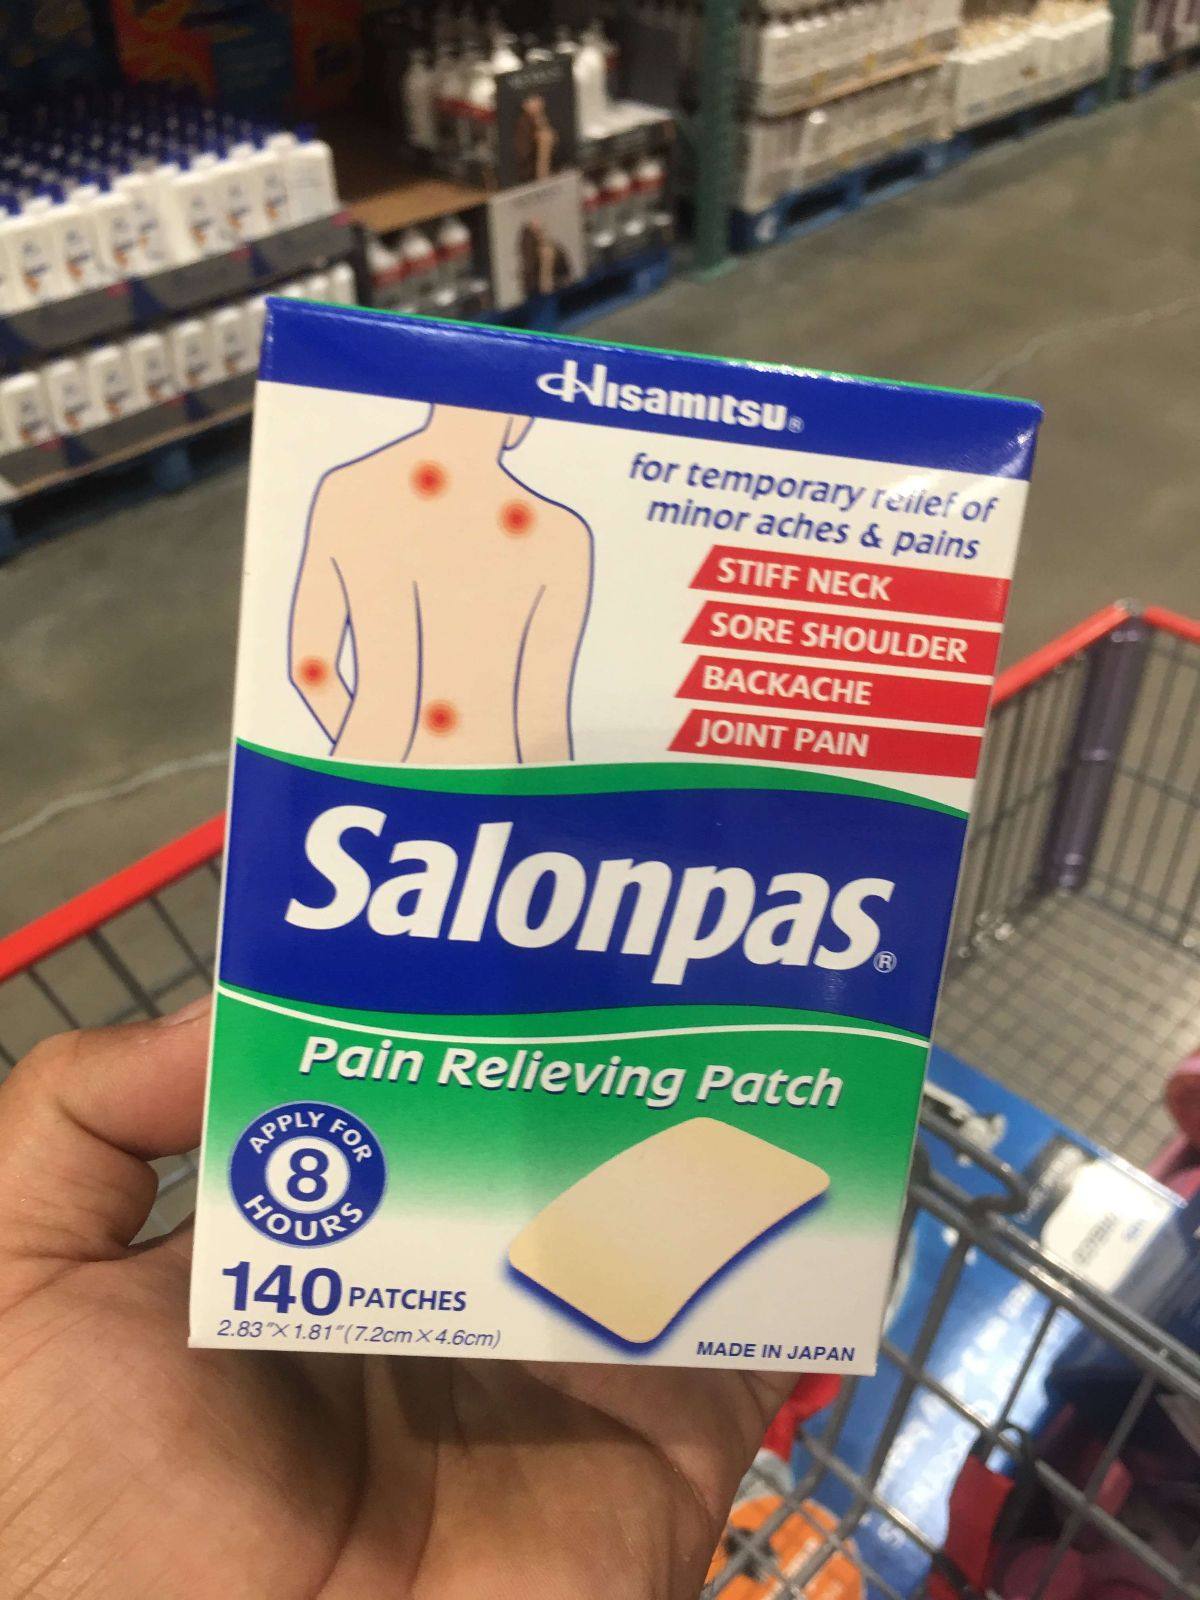 Hisamitsu®
for temporary relief of
minor aches & pains
STIFF NECK
SORE SHOULDER
BACKACHE
JOINT PAIN
Salonpas®
Pain Relieving Patch
APPLY FOR
8
HOURS
140 PATCHES
2.83"×1.81"(7.2cm×4.6cm)
MADE IN JAPAN